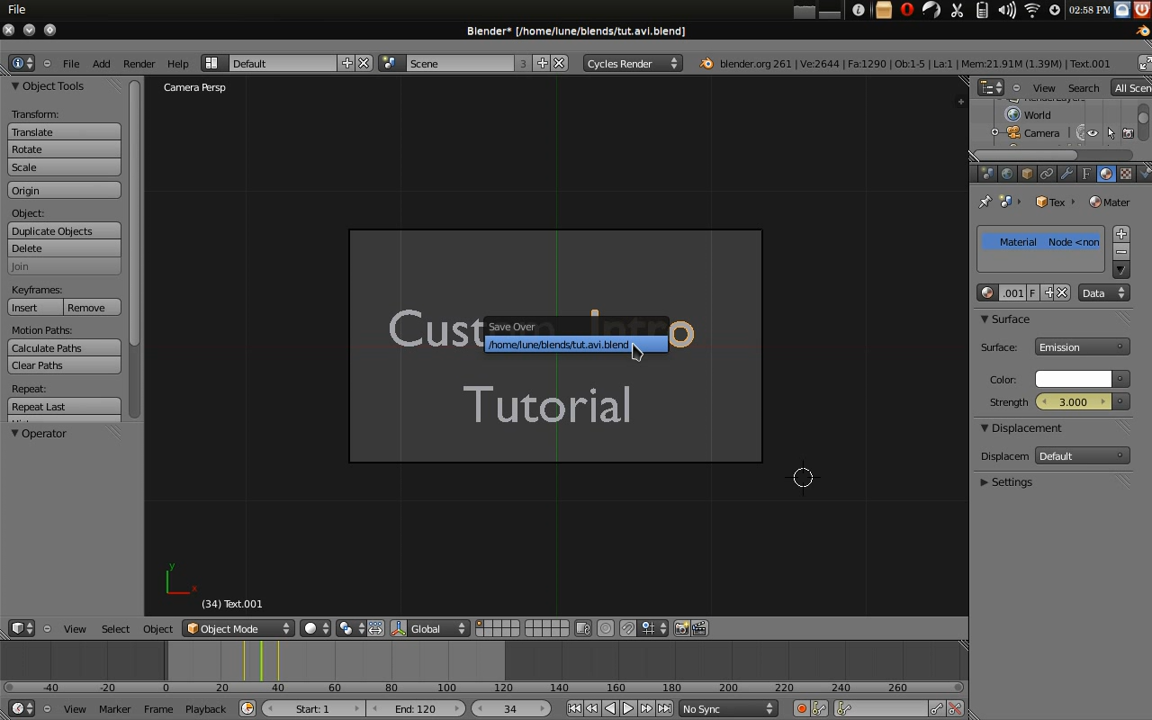 File
02:58 PM
Blender* [/home/lune/blends/tut.avi.blend]
File Add Render Help Default Scene 3 Cycles Render blender.org 261 | Ve:2644 | Fa:1290 | Ob:1-5 | La:1 | Mem:21.91M (1.39M) | Text.001
Object Tools
Transform:
Translate
Rotate
Scale
Origin
Object:
Duplicate Objects
Delete
Join
Keyframes:
Insert Remove
Motion Paths:
Calculate Paths
Clear Paths
Repeat:
Repeat Last
Operator
Camera Persp
Custom Intro
Save Over
/home/lune/blends/tut.avi.blend
Tutorial
y
x
(34) Text.001
View Search All Scen
World
Camera
Tex Mater
Material Node <non
.001 F Data
Surface
Surface: Emission
Color:
Strength 3.000
Displacement
Displacem Default
Settings
View Select Object Object Mode Global
-40 -20 0 20 40 60 80 100 120 140 160 180 200 220 240 260
View Marker Frame Playback Start: 1 End: 120 34 No Sync